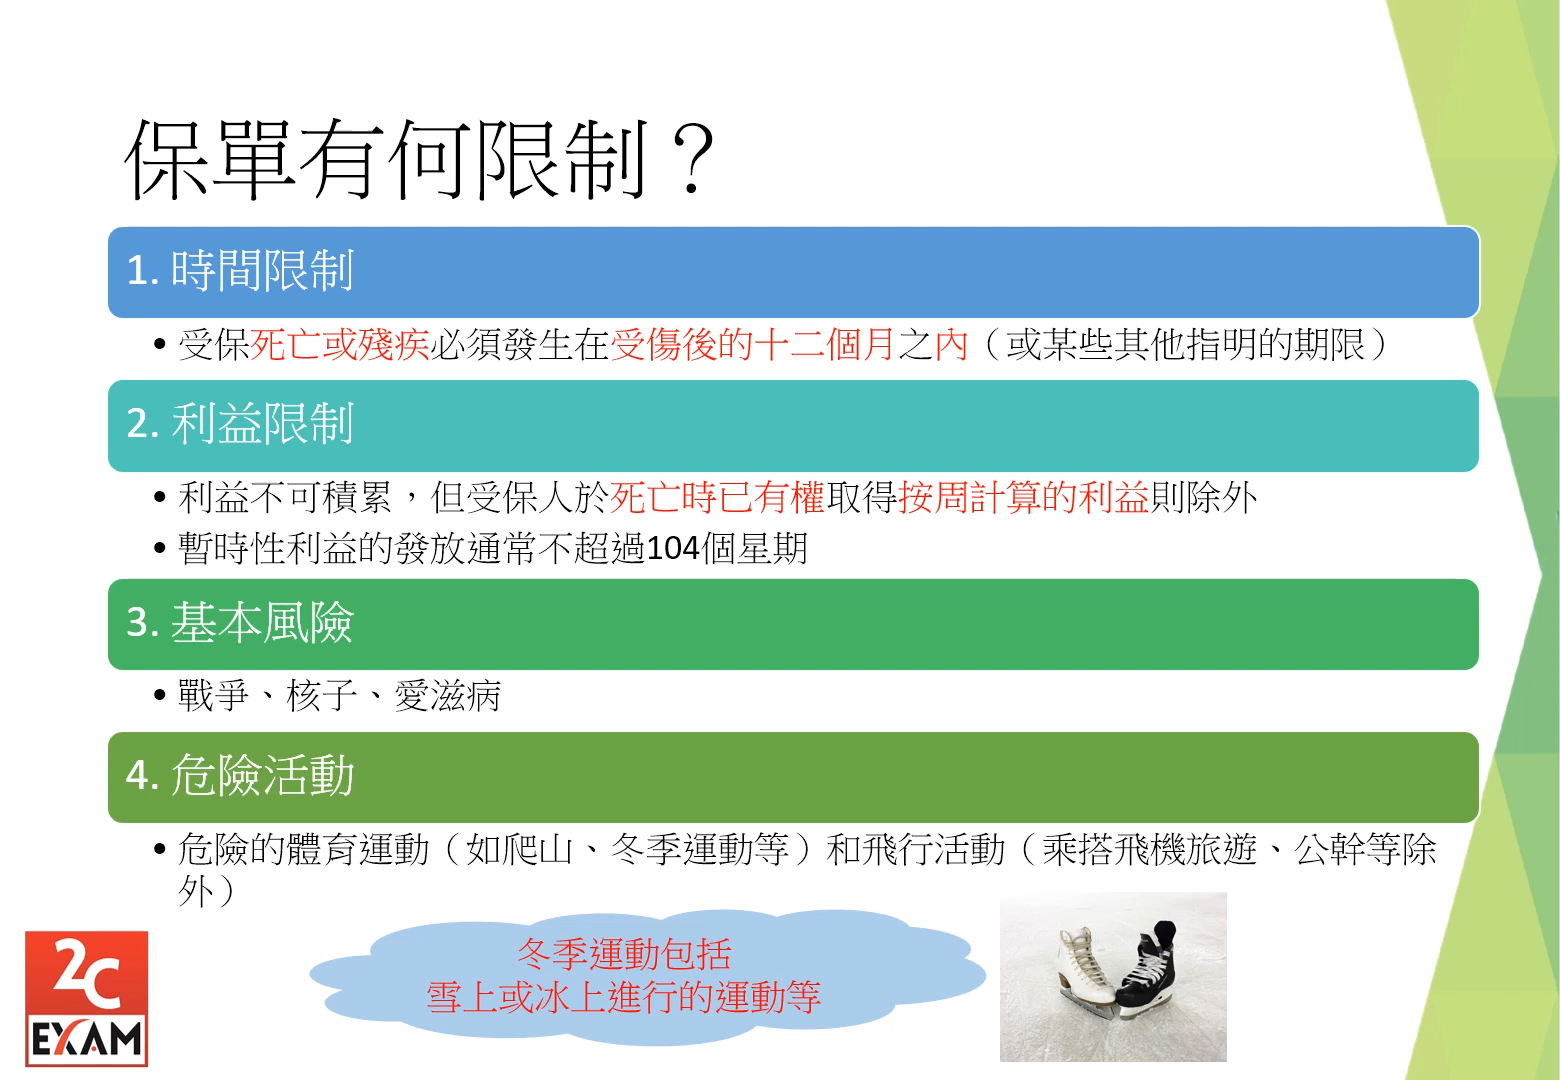 保單有何限制？
1. 時間限制
• 受保死亡或殘疾必須發生在受傷後的十二個月之內（或某些其他指明的期限）
2. 利益限制
• 利益不可積累，但受保人於死亡時已有權取得按周計算的利益則除外
• 暫時性利益的發放通常不超過104個星期
3. 基本風險
• 戰爭、核子、愛滋病
4. 危險活動
• 危險的體育運動（如爬山、冬季運動等）和飛行活動（乘搭飛機旅遊、公幹等除
外）
冬季運動包括
雪上或冰上進行的運動等
2C
EXAM